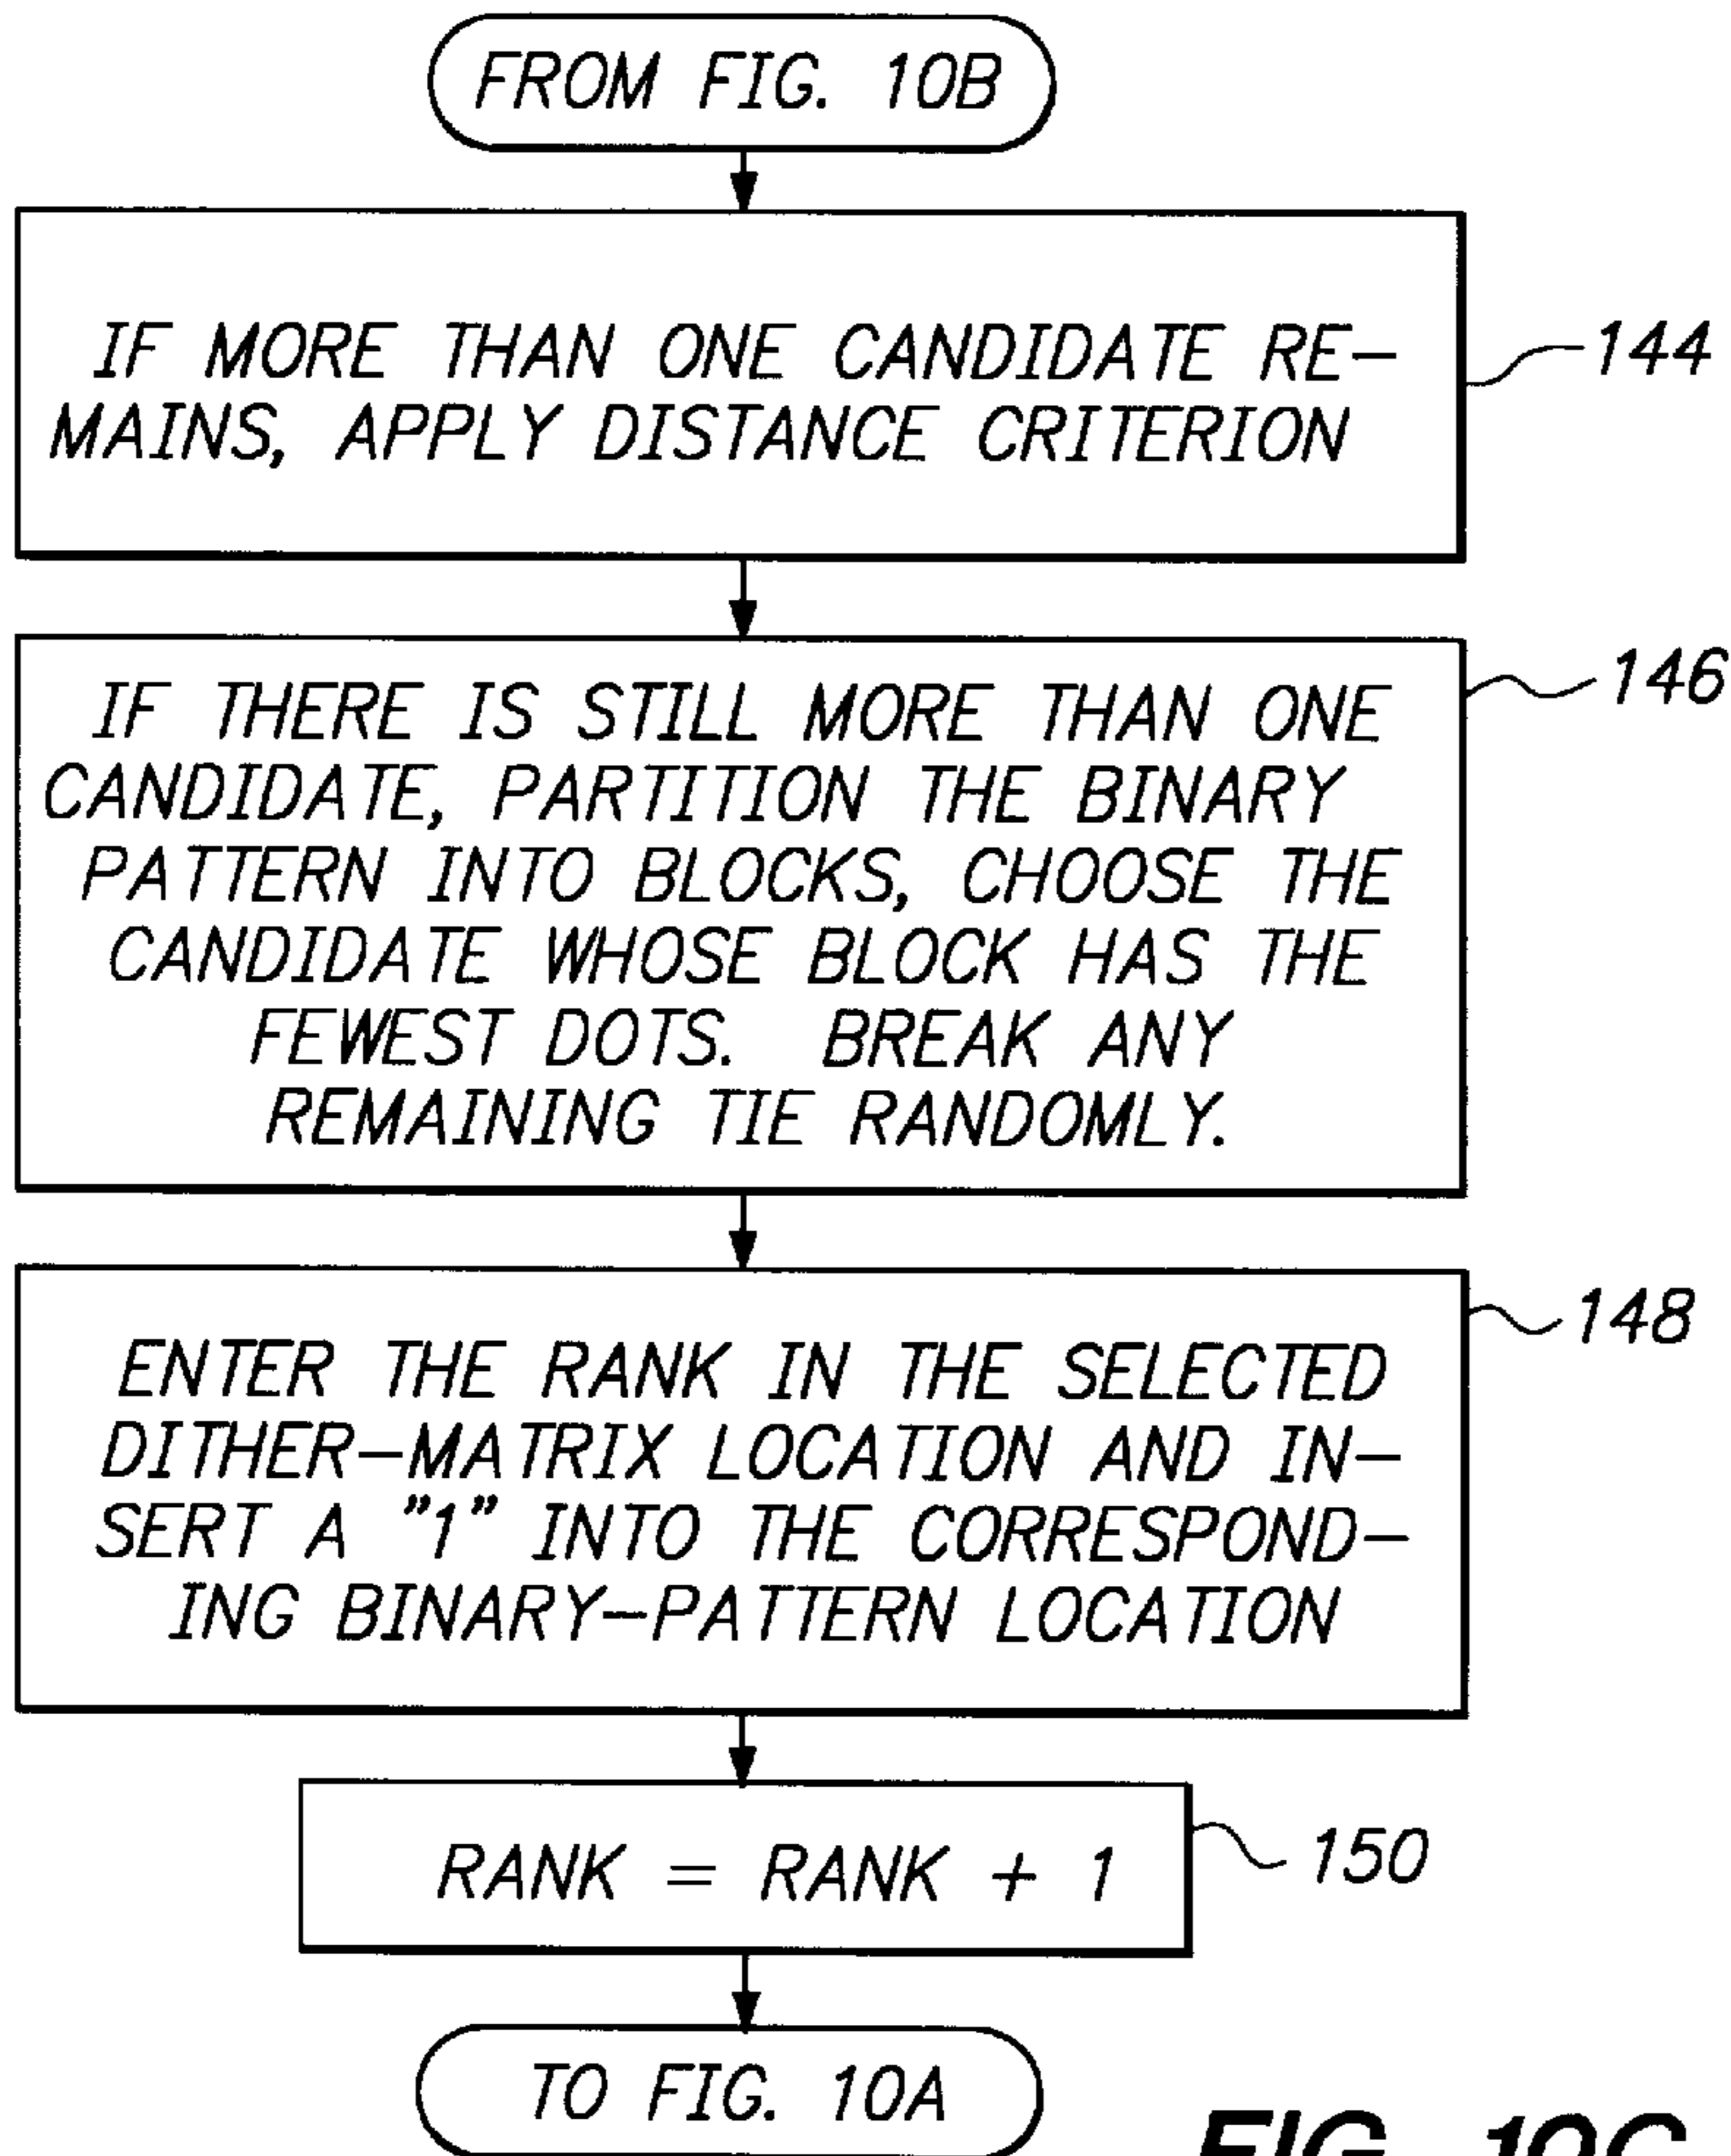 FROM FIG. 10B
IF MORE THAN ONE CANDIDATE RE-
MAINS, APPLY DISTANCE CRITERION
144
IF THERE IS STILL MORE THAN ONE
CANDIDATE, PARTITION THE BINARY
PATTERN INTO BLOCKS, CHOOSE THE
CANDIDATE WHOSE BLOCK HAS THE
FEWEST DOTS. BREAK ANY
REMAINING TIE RANDOMLY.
146
ENTER THE RANK IN THE SELECTED
DITHER-MATRIX LOCATION AND IN-
SERT A "1" INTO THE CORRESPOND-
ING BINARY-PATTERN LOCATION
148
RANK = RANK + 1
150
TO FIG. 10A
FIG. 10C